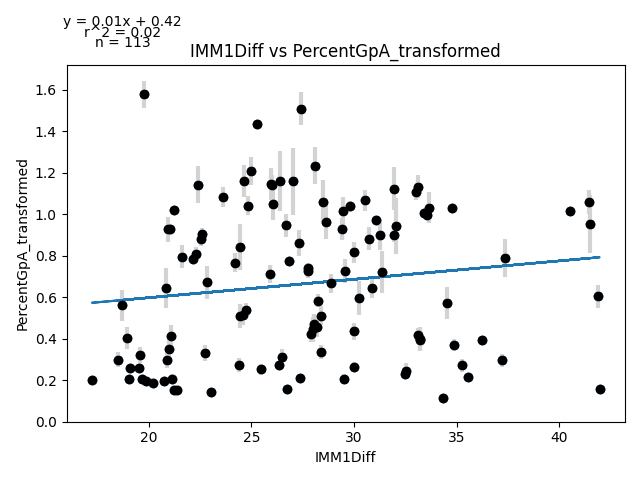 y = 0.01x + 0.42
r^2 = 0.02
n = 113
IMM1Diff vs PercentGpA_transformed
PercentGpA_transformed
1.6
1.4
1.2
1.0
0.8
0.6
0.4
0.2
0.0
20
25
30
35
40
IMM1Diff